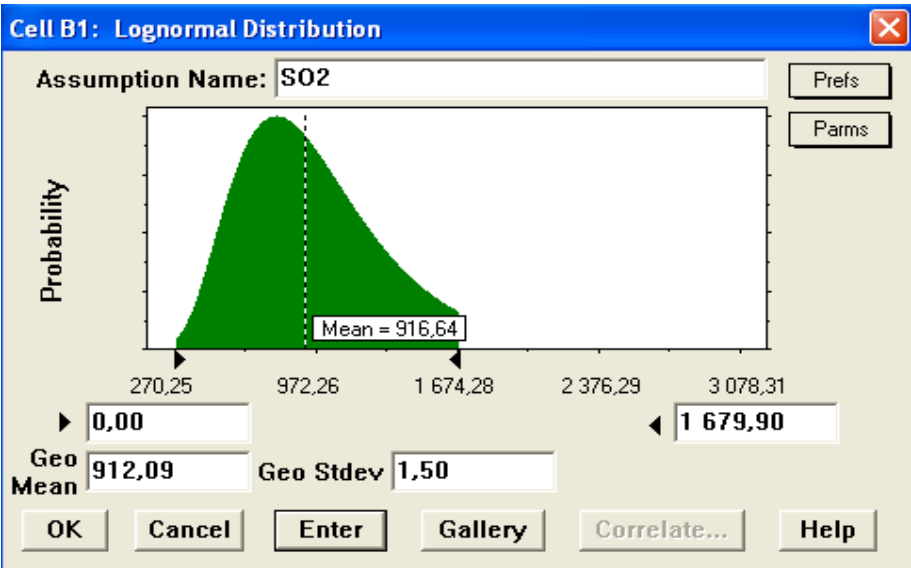 Cell B1: Lognormal Distribution
Assumption Name: SO2
Prefs
Parms
Probability
Mean = 916,64
270,25 972,26 1 674,28 2 376,29 3 078,31
0,00 1 679,90
Geo Mean 912,09 Geo Stdev 1,50
OK Cancel Enter Gallery Correlate... Help